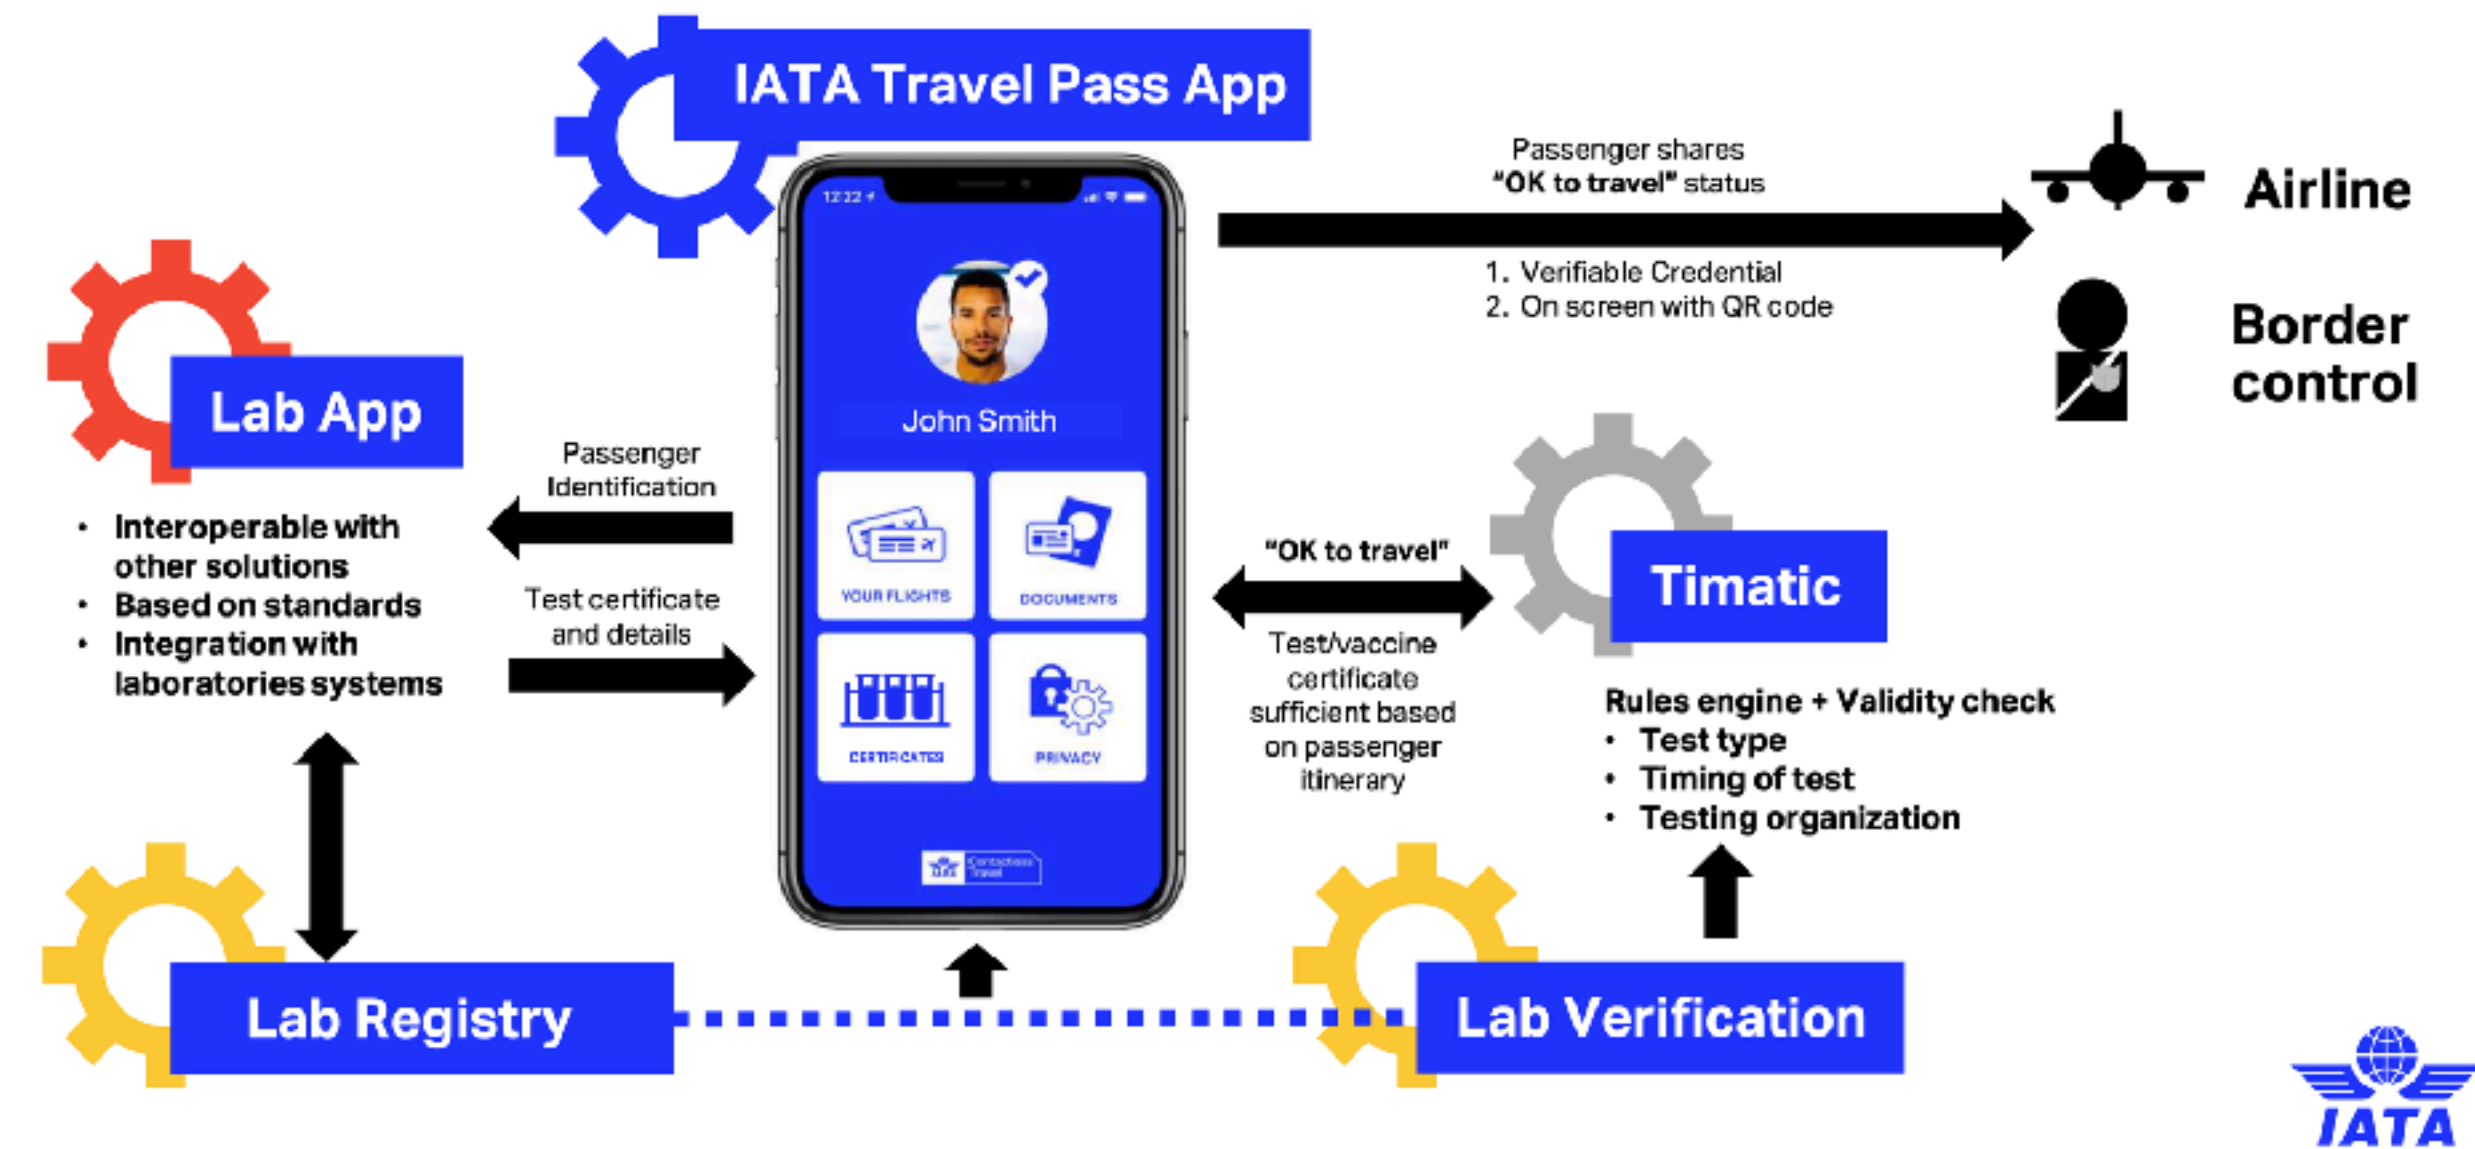 IATA Travel Pass App
Passenger shares
"OK to travel" status
1. Verifiable Credential
2. On screen with QR code
Airline
Border
control
12:22
John Smith
YOUR FLIGHTS
DOCUMENTS
CERTIFICATES
PRIVACY
IATA
Contactless
Travel
Lab App
• Interoperable with
other solutions
• Based on standards
• Integration with
laboratories systems
Passenger
Identification
Test certificate
and details
"OK to travel"
Test/vaccine
certificate
sufficient based
on passenger
itinerary
Timatic
Rules engine + Validity check
• Test type
• Timing of test
• Testing organization
Lab Registry
Lab Verification
IATA